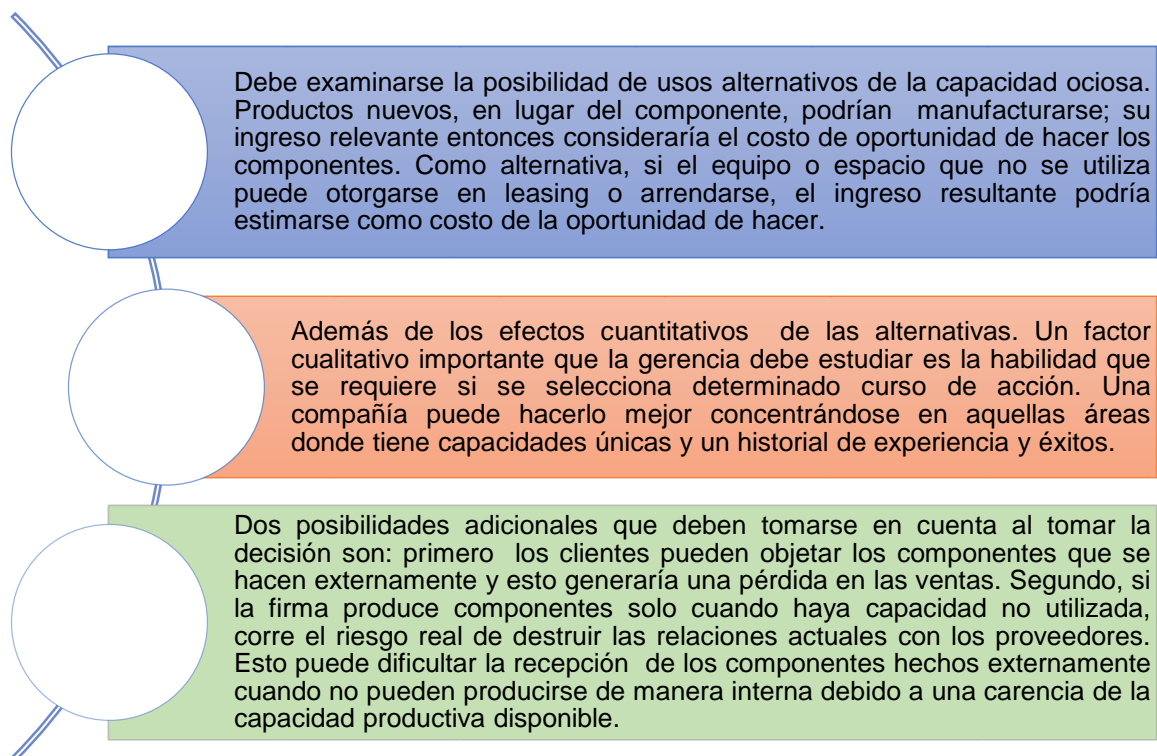 Debe examinarse la posibilidad de usos alternativos de la capacidad ociosa.
Productos nuevos, en lugar del componente, podrían manufacturarse; su
ingreso relevante entonces consideraría el costo de oportunidad de hacer los
componentes. Como alternativa, si el equipo o espacio que no se utiliza
puede otorgarse en leasing o arrendarse, el ingreso resultante podría
estimarse como costo de la oportunidad de hacer.
Además de los efectos cuantitativos de las alternativas. Un factor
cualitativo importante que la gerencia debe estudiar es la habilidad que
se requiere si se selecciona determinado curso de acción. Una
compañía puede hacerlo mejor concentrándose en aquellas áreas
donde tiene capacidades únicas y un historial de experiencia y éxitos.
Dos posibilidades adicionales que deben tomarse en cuenta al tomar la
decisión son: primero los clientes pueden objetar los componentes que se
hacen externamente y esto generaría una pérdida en las ventas. Segundo, si
la firma produce componentes solo cuando haya capacidad no utilizada,
corre el riesgo real de destruir las relaciones actuales con los proveedores.
Esto puede dificultar la recepción de los componentes hechos externamente
cuando no pueden producirse de manera interna debido a una carencia de la
capacidad productiva disponible.